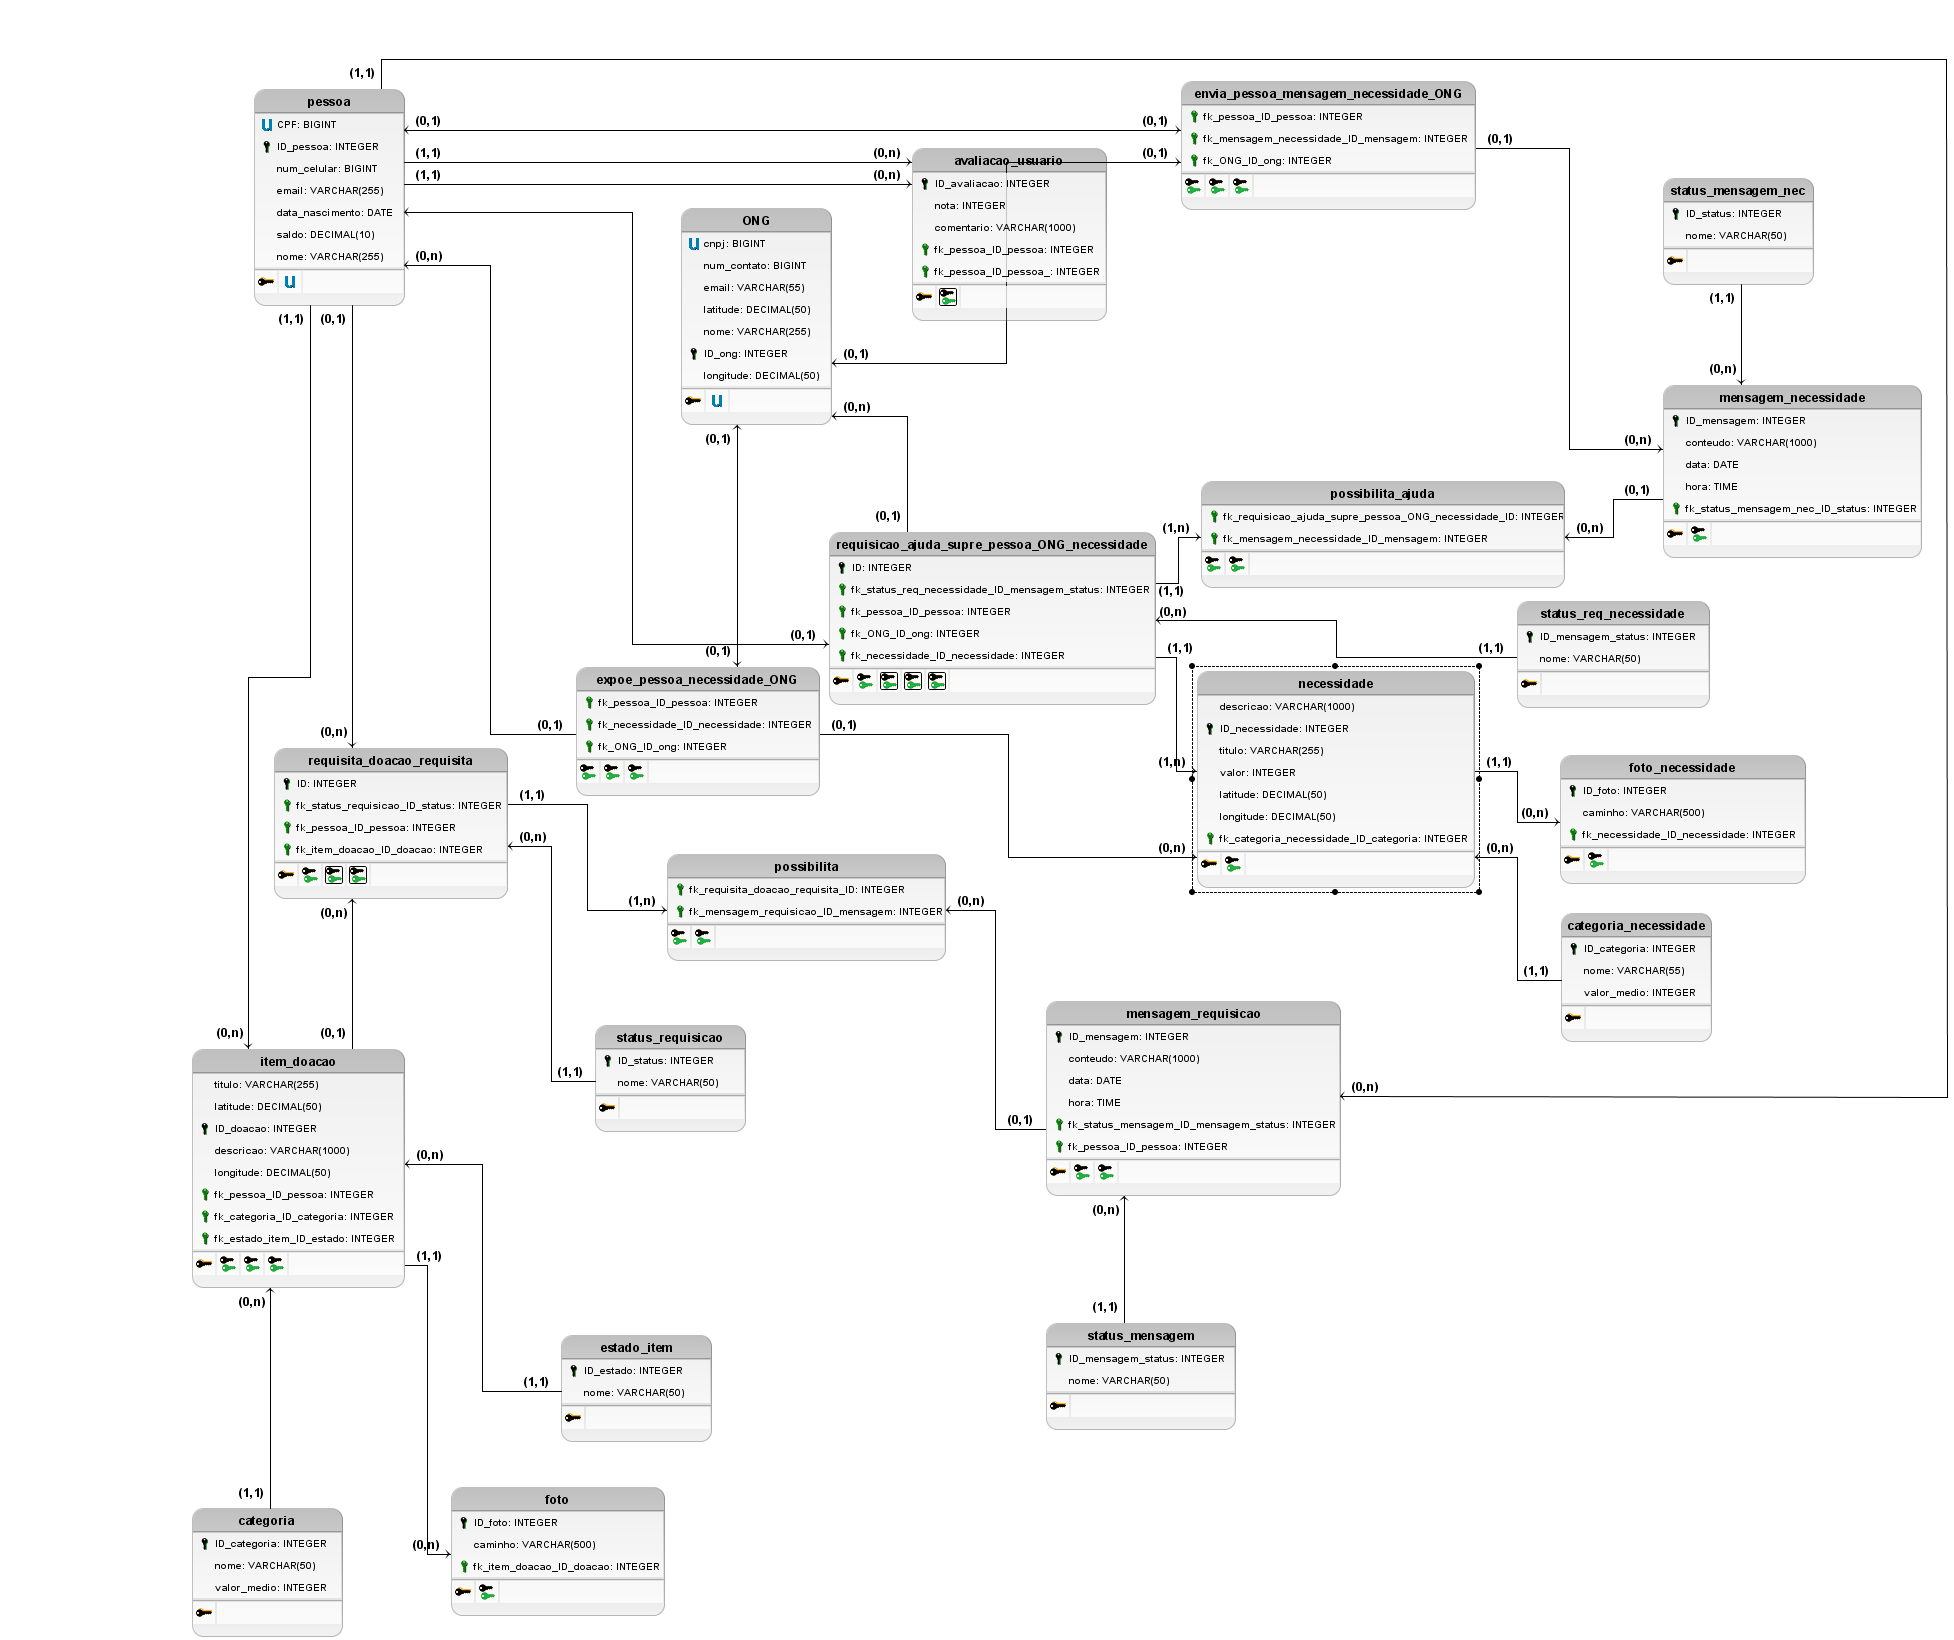 (1,1)
pessoa
CPF: BIGINT
ID_pessoa: INTEGER
num_celular: BIGINT
email: VARCHAR(255)
data_nascimento: DATE
saldo: DECIMAL(10)
nome: VARCHAR(255)
(0,1)
(1,1)
(1,1)
(0,n)
(1,1)
(0,1)
(0,1)
(0,n)
(0,n)
(0,1)
envia_pessoa_mensagem_necessidade_ONG
fk_pessoa_ID_pessoa: INTEGER
fk_mensagem_necessidade_ID_mensagem: INTEGER
fk_ONG_ID_ong: INTEGER
(0,1)
avaliacao_usuario
ID_avaliacao: INTEGER
nota: INTEGER
comentario: VARCHAR(1000)
fk_pessoa_ID_pessoa: INTEGER
fk_pessoa_ID_pessoa_: INTEGER
ONG
cnpj: BIGINT
num_contato: BIGINT
email: VARCHAR(55)
latitude: DECIMAL(50)
nome: VARCHAR(255)
ID_ong: INTEGER
longitude: DECIMAL(50)
(0,1)
(0,n)
(0,1)
status_mensagem_nec
ID_status: INTEGER
nome: VARCHAR(50)
(1,1)
(0,n)
mensagem_necessidade
ID_mensagem: INTEGER
conteudo: VARCHAR(1000)
data: DATE
hora: TIME
fk_status_mensagem_nec_ID_status: INTEGER
(0,n)
(0,1)
(0,n)
possibilita_ajuda
fk_requisicao_ajuda_supre_pessoa_ONG_necessidade_ID: INTEGER
fk_mensagem_necessidade_ID_mensagem: INTEGER
(0,1)
requisicao_ajuda_supre_pessoa_ONG_necessidade
ID: INTEGER
fk_status_req_necessidade_ID_mensagem_status: INTEGER
fk_pessoa_ID_pessoa: INTEGER
fk_ONG_ID_ong: INTEGER
fk_necessidade_ID_necessidade: INTEGER
(1,n)
(1,1)
(0,n)
(1,1)
(0,1)
(0,1)
status_req_necessidade
ID_mensagem_status: INTEGER
nome: VARCHAR(50)
(1,1)
expoe_pessoa_necessidade_ONG
fk_pessoa_ID_pessoa: INTEGER
fk_necessidade_ID_necessidade: INTEGER
fk_ONG_ID_ong: INTEGER
(0,1)
(0,1)
necessidade
descricao: VARCHAR(1000)
ID_necessidade: INTEGER
titulo: VARCHAR(255)
valor: INTEGER
latitude: DECIMAL(50)
longitude: DECIMAL(50)
fk_categoria_necessidade_ID_categoria: INTEGER
(1,n)
(0,n)
(1,1)
(0,n)
(0,n)
foto_necessidade
ID_foto: INTEGER
caminho: VARCHAR(500)
fk_necessidade_ID_necessidade: INTEGER
categoria_necessidade
ID_categoria: INTEGER
nome: VARCHAR(55)
valor_medio: INTEGER
(1,1)
(0,n)
requisita_doacao_requisita
ID: INTEGER
fk_status_requisicao_ID_status: INTEGER
fk_pessoa_ID_pessoa: INTEGER
fk_item_doacao_ID_doacao: INTEGER
(1,1)
(0,n)
(0,n)
possibilita
fk_requisita_doacao_requisita_ID: INTEGER
fk_mensagem_requisicao_ID_mensagem: INTEGER
(1,n)
(0,n)
status_requisicao
ID_status: INTEGER
nome: VARCHAR(50)
(1,1)
mensagem_requisicao
ID_mensagem: INTEGER
conteudo: VARCHAR(1000)
data: DATE
hora: TIME
fk_status_mensagem_ID_mensagem_status: INTEGER
fk_pessoa_ID_pessoa: INTEGER
(0,1)
(0,n)
(0,n)
(0,n)
(0,1)
item_doacao
titulo: VARCHAR(255)
latitude: DECIMAL(50)
ID_doacao: INTEGER
descricao: VARCHAR(1000)
longitude: DECIMAL(50)
fk_pessoa_ID_pessoa: INTEGER
fk_categoria_ID_categoria: INTEGER
fk_estado_item_ID_estado: INTEGER
(0,n)
(1,1)
(0,n)
(1,1)
status_mensagem
ID_mensagem_status: INTEGER
nome: VARCHAR(50)
estado_item
ID_estado: INTEGER
nome: VARCHAR(50)
(1,1)
(1,1)
categoria
ID_categoria: INTEGER
nome: VARCHAR(50)
valor_medio: INTEGER
foto
ID_foto: INTEGER
caminho: VARCHAR(500)
fk_item_doacao_ID_doacao: INTEGER
(0,n)